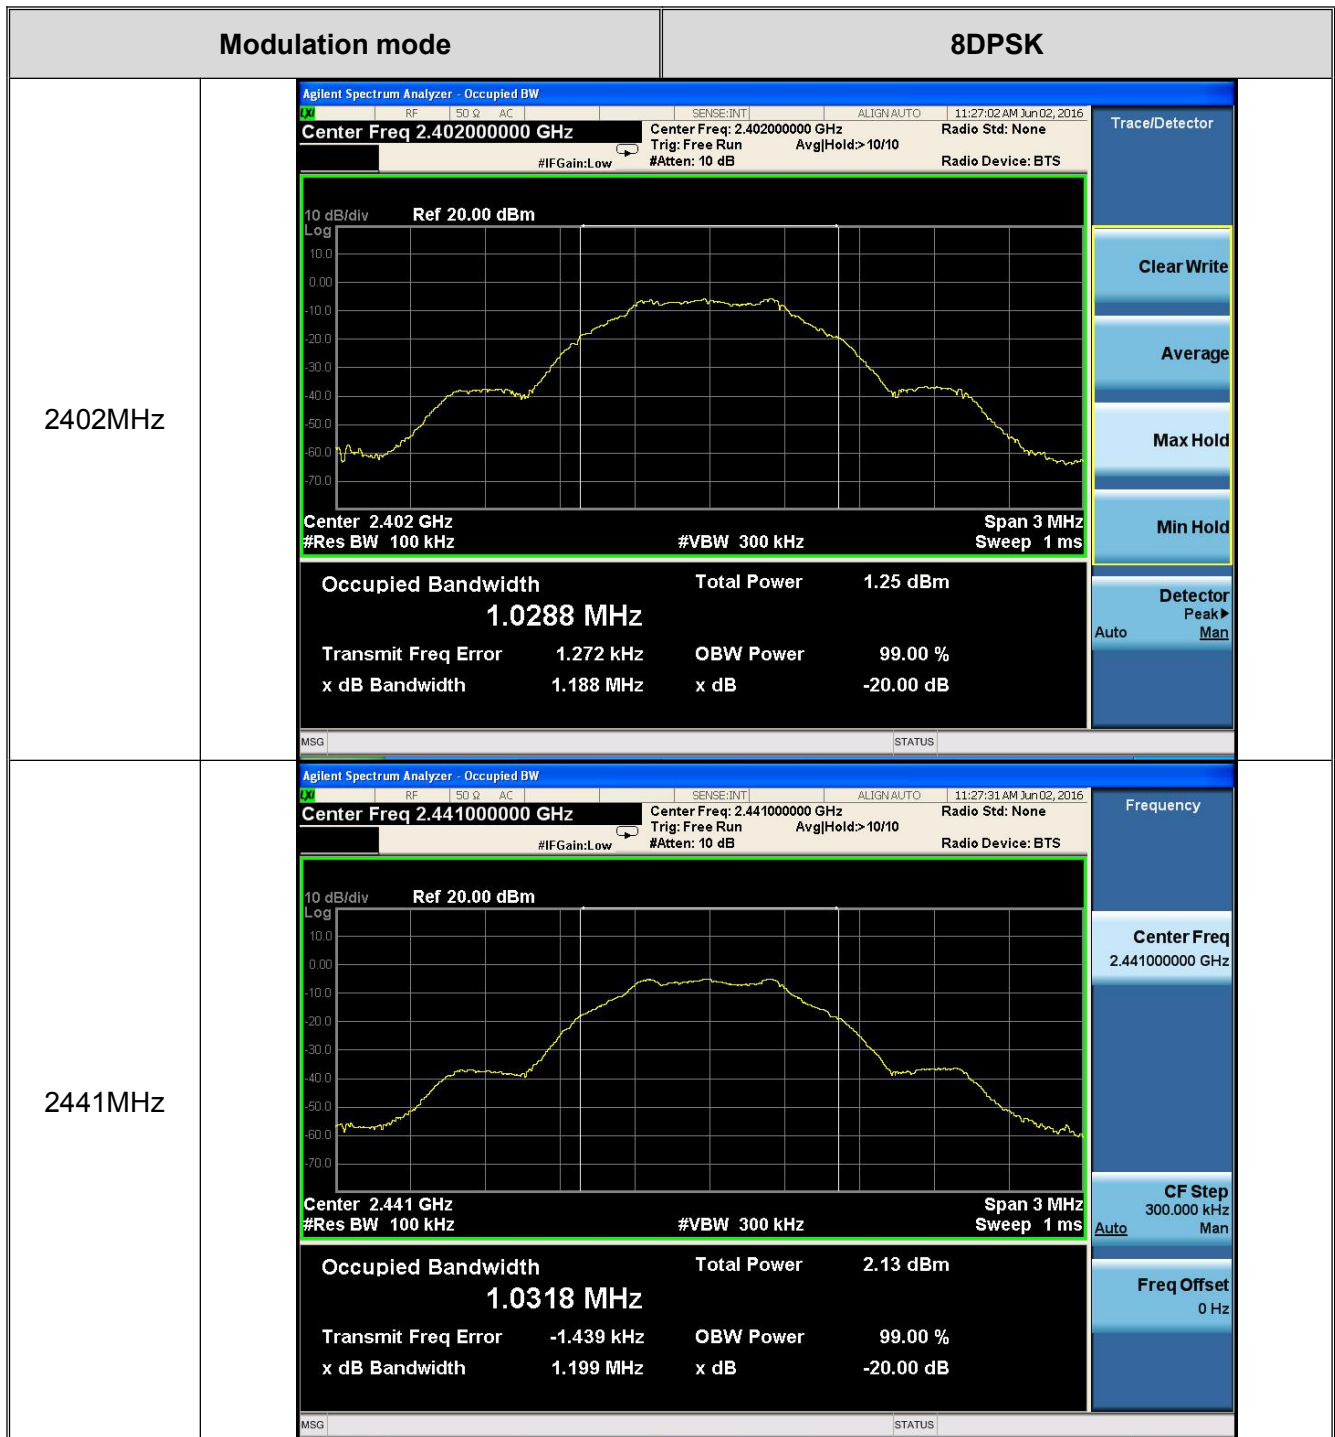 Modulation mode 8DPSK
2402MHz
Agilent Spectrum Analyzer - Occupied BW
LXI RF 50 Ω AC SENSE:INT ALIGN AUTO 11:27:02 AM Jun 02, 2016
Center Freq 2.402000000 GHz Center Freq: 2.402000000 GHz Radio Std: None
Trig: Free Run Avg|Hold:> 10/10
#IFGain:Low #Atten: 10 dB Radio Device: BTS
10 dB/div Ref 20.00 dBm
Log
10.0
0.00
-10.0
-20.0
-30.0
-40.0
-50.0
-60.0
-70.0
Center 2.402 GHz Span 3 MHz
#Res BW 100 kHz #VBW 300 kHz Sweep 1 ms
Occupied Bandwidth Total Power 1.25 dBm
1.0288 MHz
Transmit Freq Error 1.272 kHz OBW Power 99.00 %
x dB Bandwidth 1.188 MHz x dB -20.00 dB
MSG STATUS
Trace/Detector
Clear Write
Average
Max Hold
Min Hold
Detector
Peak▶
Auto Man
2441MHz
Agilent Spectrum Analyzer - Occupied BW
LXI RF 50 Ω AC SENSE:INT ALIGN AUTO 11:27:31 AM Jun 02, 2016
Center Freq 2.441000000 GHz Center Freq: 2.441000000 GHz Radio Std: None
Trig: Free Run Avg|Hold:> 10/10
#IFGain:Low #Atten: 10 dB Radio Device: BTS
10 dB/div Ref 20.00 dBm
Log
10.0
0.00
-10.0
-20.0
-30.0
-40.0
-50.0
-60.0
-70.0
Center 2.441 GHz Span 3 MHz
#Res BW 100 kHz #VBW 300 kHz Sweep 1 ms
Occupied Bandwidth Total Power 2.13 dBm
1.0318 MHz
Transmit Freq Error -1.439 kHz OBW Power 99.00 %
x dB Bandwidth 1.199 MHz x dB -20.00 dB
MSG STATUS
Frequency
Center Freq
2.441000000 GHz
CF Step
300.000 kHz
Auto Man
Freq Offset
0 Hz